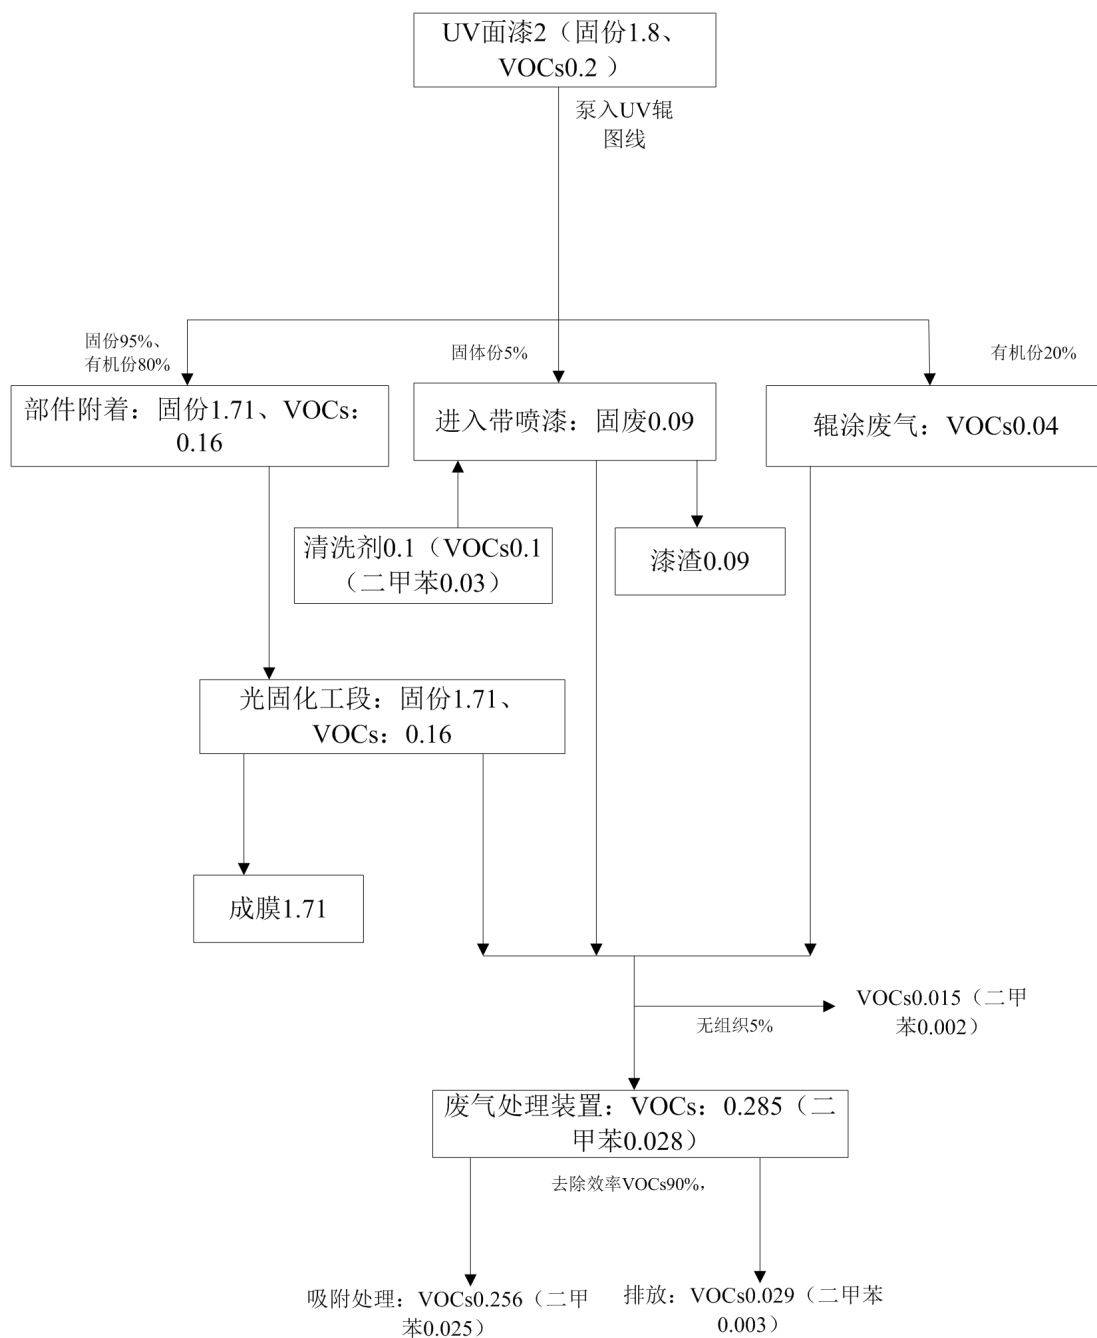 UV面漆2（固份1.8、
VOCs0.2 ）
泵入UV辊
图线
固份95%、
有机份80%
固体份5%
有机份20%
部件附着：固份1.71、VOCs：
0.16
进入带喷漆：固废0.09
辊涂废气：VOCs0.04
清洗剂0.1（VOCs0.1
（二甲苯0.03）
漆渣0.09
光固化工段：固份1.71、
VOCs：0.16
成膜1.71
VOCs0.015（二甲
苯0.002）
无组织5%
废气处理装置：VOCs：0.285（二
甲苯0.028）
去除效率VOCs90%，
吸附处理：VOCs0.256（二甲
苯0.025）
排放：VOCs0.029（二甲苯
0.003）